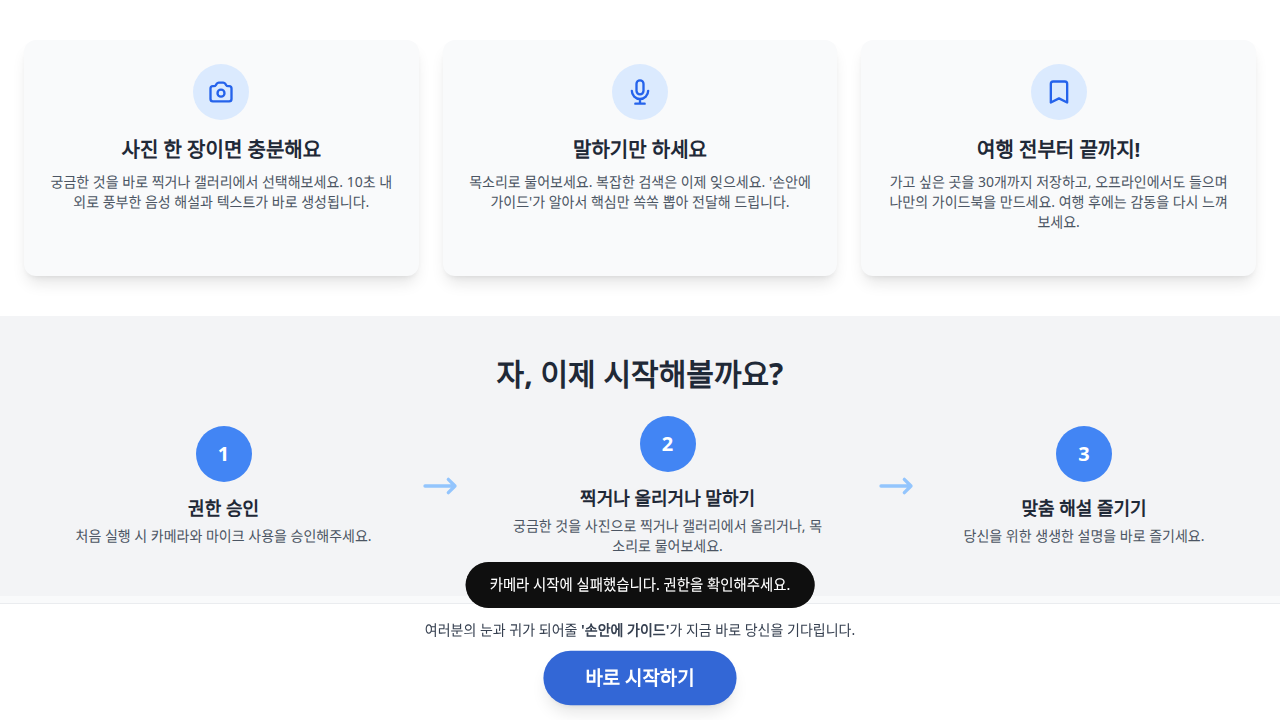 사진 한 장이면 충분해요
궁금한 것을 바로 찍거나 갤러리에서 선택해보세요. 10초 내
외로 풍부한 음성 해설과 텍스트가 바로 생성됩니다.
말하기만 하세요
목소리로 물어보세요. 복잡한 검색은 이제 잊으세요. '손안에
가이드'가 알아서 핵심만 쏙쏙 뽑아 전달해 드립니다.
여행 전부터 끝까지!
가고 싶은 곳을 30개까지 저장하고, 오프라인에서도 들으며
나만의 가이드북을 만드세요. 여행 후에는 감동을 다시 느껴
보세요.
자, 이제 시작해볼까요?
1
권한 승인
처음 실행 시 카메라와 마이크 사용을 승인해주세요.
2
찍거나 올리거나 말하기
궁금한 것을 사진으로 찍거나 갤러리에서 올리거나, 목
소리로 물어보세요.
3
맞춤 해설 즐기기
당신을 위한 생생한 설명을 바로 즐기세요.
카메라 시작에 실패했습니다. 권한을 확인해주세요.
여러분의 눈과 귀가 되어줄 '손안에 가이드'가 지금 바로 당신을 기다립니다.
바로 시작하기